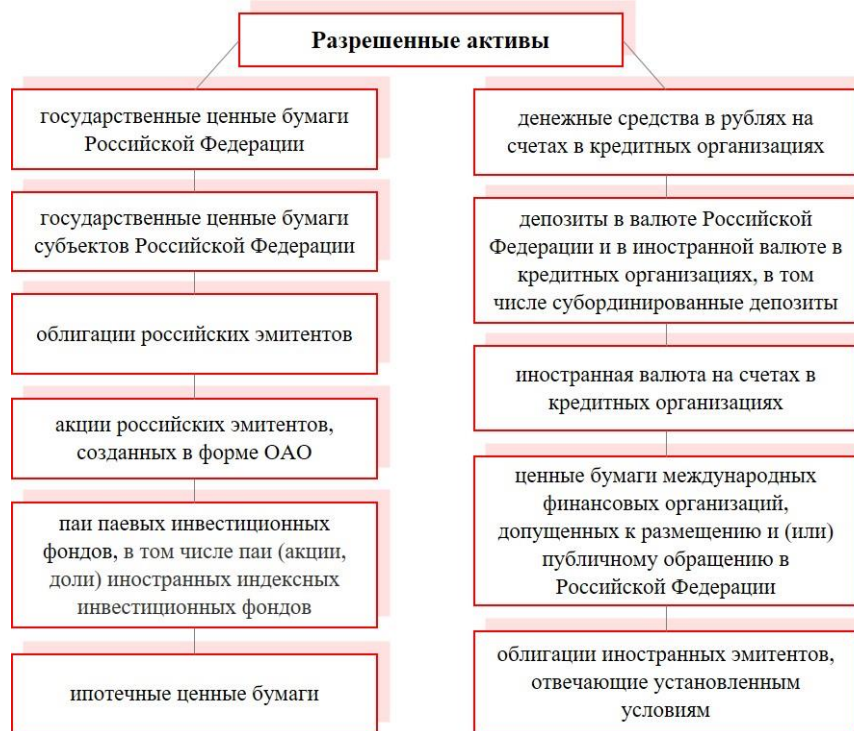 Разрешенные активы
государственные ценные бумаги
Российской Федерации
государственные ценные бумаги
субъектов Российской Федерации
облигации российских эмитентов
акции российских эмитентов,
созданных в форме ОАО
паи паевых инвестиционных
фондов, в том числе паи (акции,
доли) иностранных индексных
инвестиционных фондов
ипотечные ценные бумаги
денежные средства в рублях на
счетах в кредитных организациях
депозиты в валюте Российской
Федерации и в иностранной валюте в
кредитных организациях, в том
числе субординированные депозиты
иностранная валюта на счетах в
кредитных организациях
ценные бумаги международных
финансовых организаций,
допущенных к размещению и (или)
публичному обращению в
Российской Федерации
облигации иностранных эмитентов,
отвечающие установленным
условиям